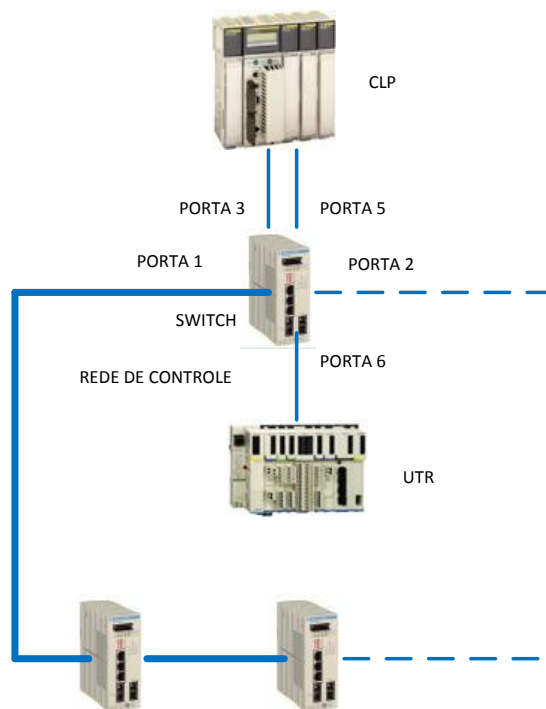 CLP
PORTA 3
PORTA 5
PORTA 1
PORTA 2
SWITCH
PORTA 6
REDE DE CONTROLE
UTR